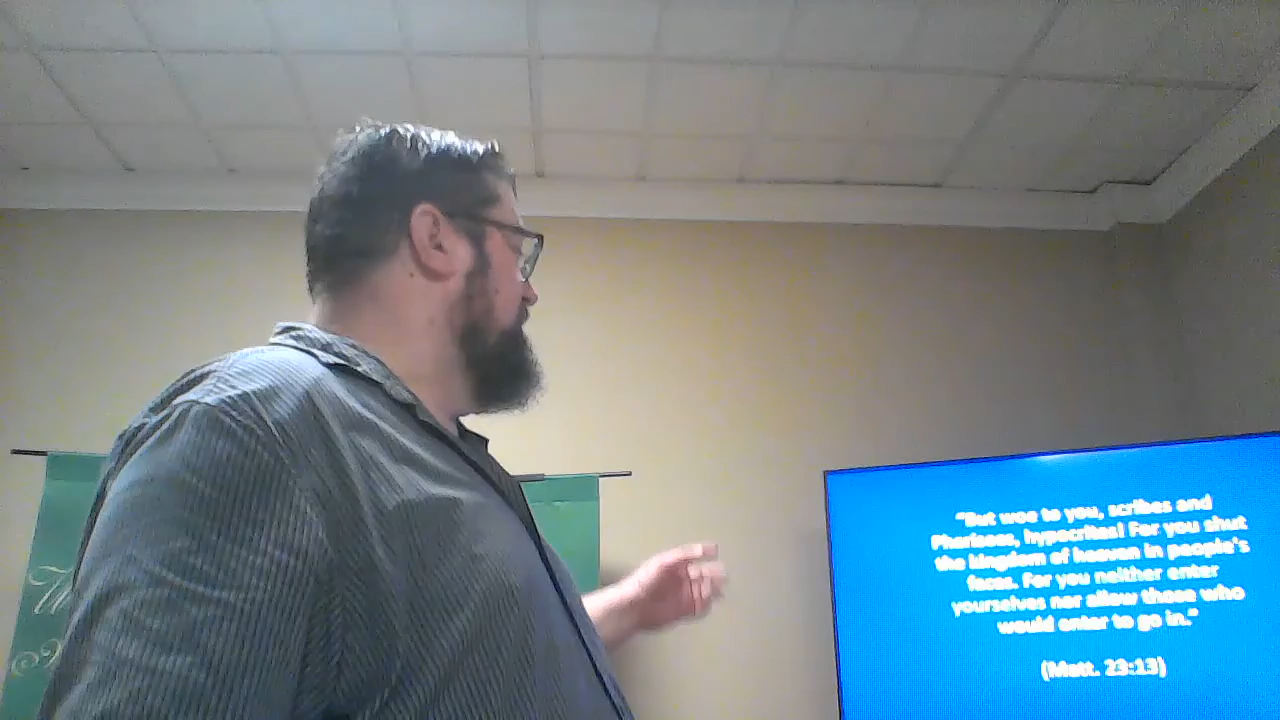 "But woe to you, scribes and
Pharisees, hypocrites! For you shut
the kingdom of heaven in people's
faces. For you neither enter
yourselves nor allow those who
would enter to go in."
(Matt. 23:13)